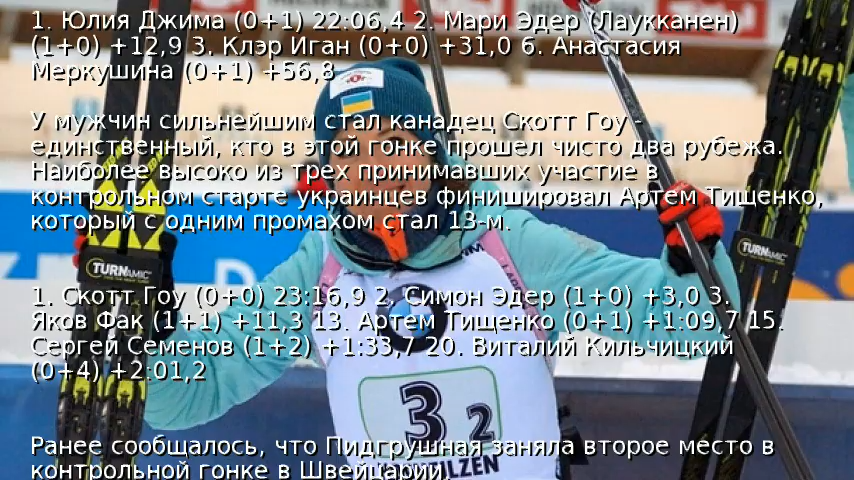 1. Юлия Джима (0+1) 22:06,4 2. Мари Эдер (Лаукканен)
(1+0) +12,9 3. Клэр Иган (0+0) +31,0 6. Анастасия
Меркушина (0+1) +56,8
У мужчин сильнейшим стал канадец Скотт Гоу -
единственный, кто в этой гонке прошел чисто два рубежа.
Наиболее высоко из трех принимавших участие в
контрольном старте украинцев финишировал Артем Тищенко,
который с одним промахом стал 13-м.
TURNAMIC
TURNAMIC
1. Скотт Гоу (0+0) 23:16,9 2. Симон Эдер (1+0) +3,0 3.
Яков Фак (1+1) +11,3 13. Артем Тищенко (0+1) +1:09,7 15.
Сергей Семенов (1+2) +1:33,7 20. Виталий Кильчицкий
(0+4) +2:01,2
3 2
Ранее сообщалось, что Пидгрушная заняла второе место в
контрольной гонке в Швейцарии.